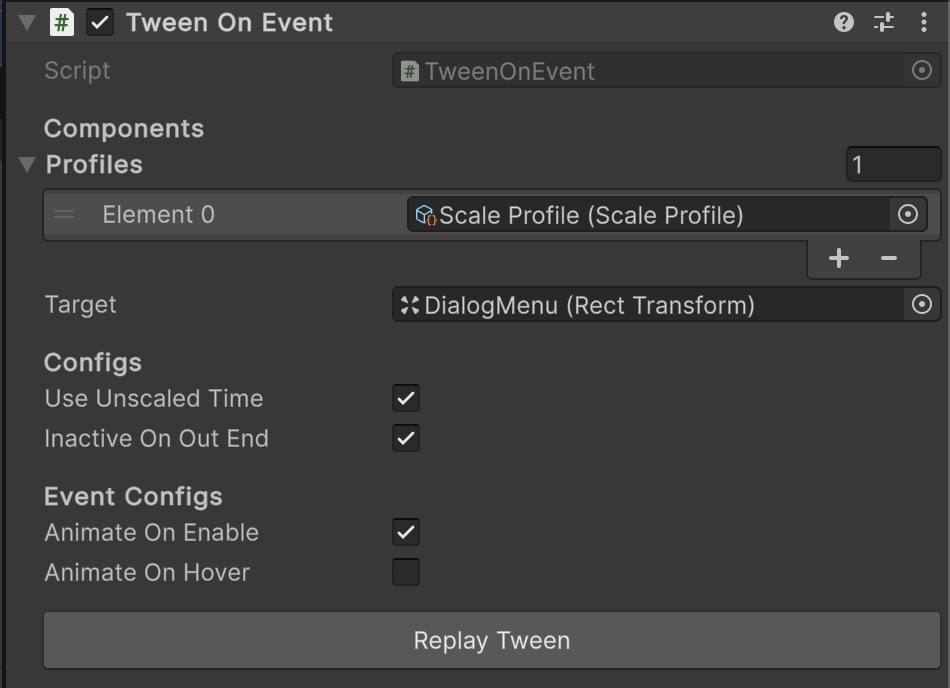 Tween On Event
Script TweenOnEvent
Components
Profiles 1
Element 0 Scale Profile (Scale Profile)
Target DialogMenu (Rect Transform)
Configs
Use Unscaled Time
Inactive On Out End
Event Configs
Animate On Enable
Animate On Hover
Replay Tween